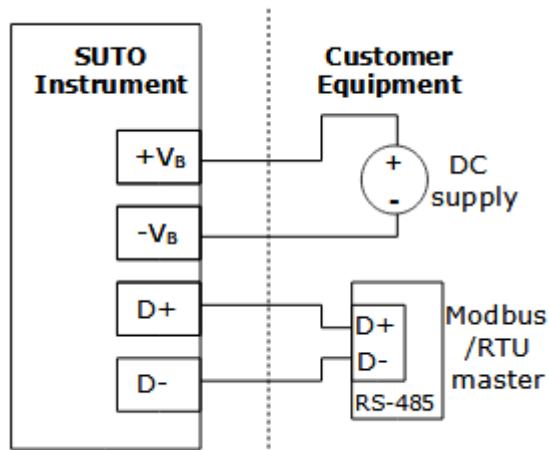 SUTO
Instrument
Customer
Equipment
+VB
-VB
D+
D-
+
-
DC
supply
D+
D-
RS-485
Modbus
/RTU
master